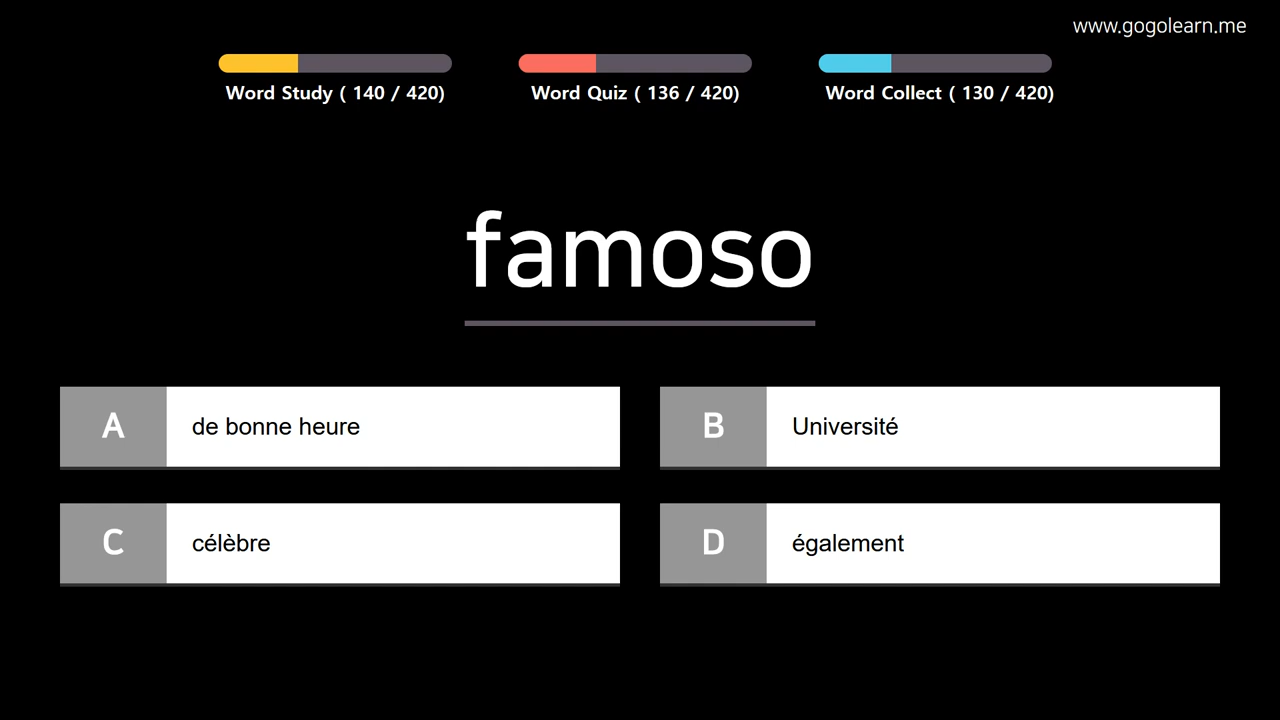 www.gogolearn.me
Word Study ( 140 / 420)
Word Quiz ( 136 / 420)
Word Collect ( 130 / 420)
famoso
A
de bonne heure
B
Université
C
célèbre
D
également